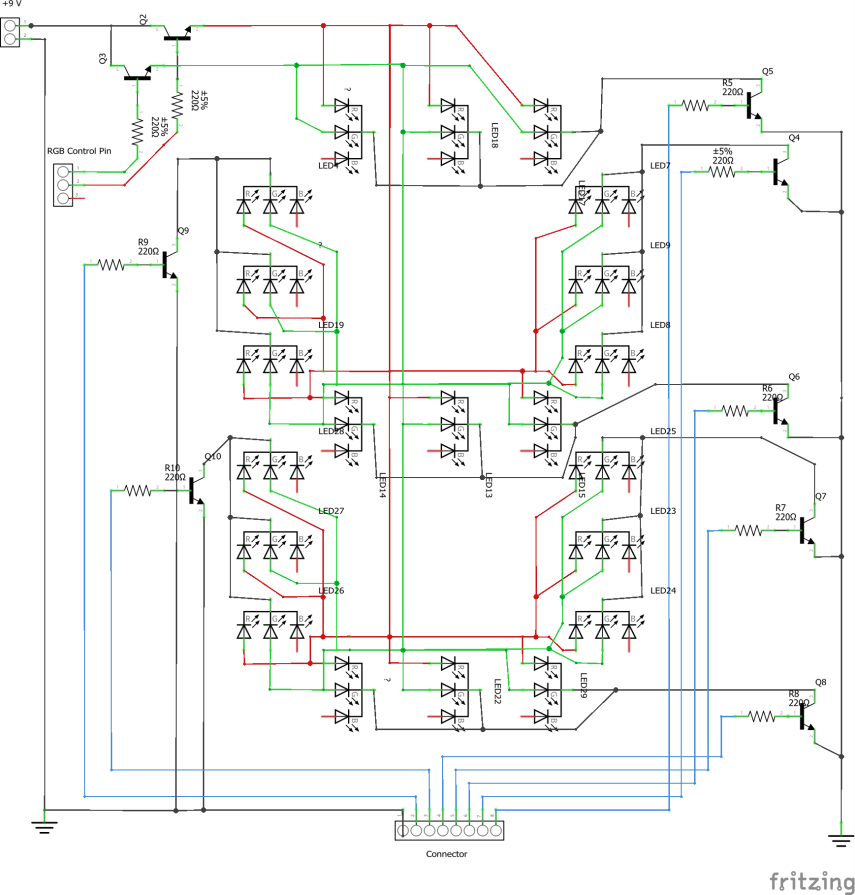 +9 V
Q2
Q3
±5%
220Ω
±5%
220Ω
RGB Control Pin
?
LED4
LED18
Q5
R5
220Ω
Q4
±5%
220Ω
LED7
LED17
Q9
R9
220Ω
?
LED9
LED19
LED8
Q6
R6
220Ω
LED28
LED25
Q10
R10
220Ω
LED14
LED13
LED15
Q7
R7
220Ω
LED27
LED23
LED26
LED24
?
LED22
LED29
Q8
R8
220Ω
R
G
B
Connector
fritzing